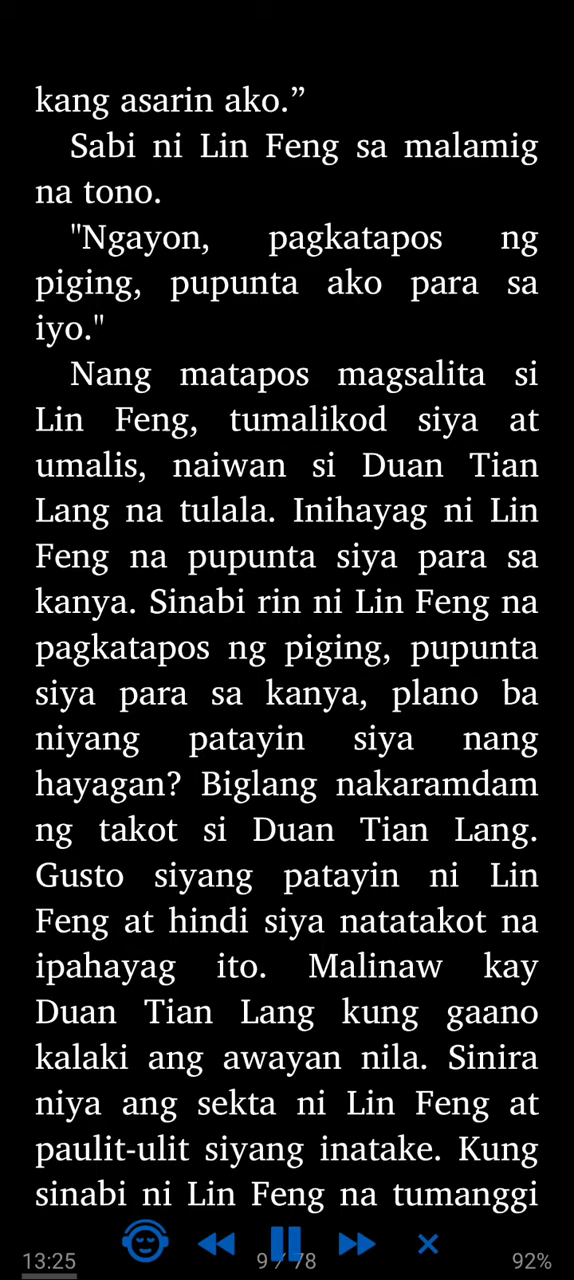 kang asarin ako.”
Sabi ni Lin Feng sa malamig
na tono.
"Ngayon, pagkatapos ng
piging, pupunta ako para sa
iyo."
Nang matapos magsalita si
Lin Feng, tumalikod siya at
umalis, naiwan si Duan Tian
Lang na tulala. Inihayag ni Lin
Feng na pupunta siya para sa
kanya. Sinabi rin ni Lin Feng na
pagkatapos ng piging, pupunta
siya para sa kanya, plano ba
niyang patayin siya nang
hayagan? Biglang nakaramdam
ng takot si Duan Tian Lang.
Gusto siyang patayin ni Lin
Feng at hindi siya natatakot na
ipahayag ito. Malinaw kay
Duan Tian Lang kung gaano
kalaki ang awayan nila. Sinira
niya ang sekta ni Lin Feng at
paulit-ulit siyang inatake. Kung
sinabi ni Lin Feng na tumanggi
13:25 9 / 78 92%